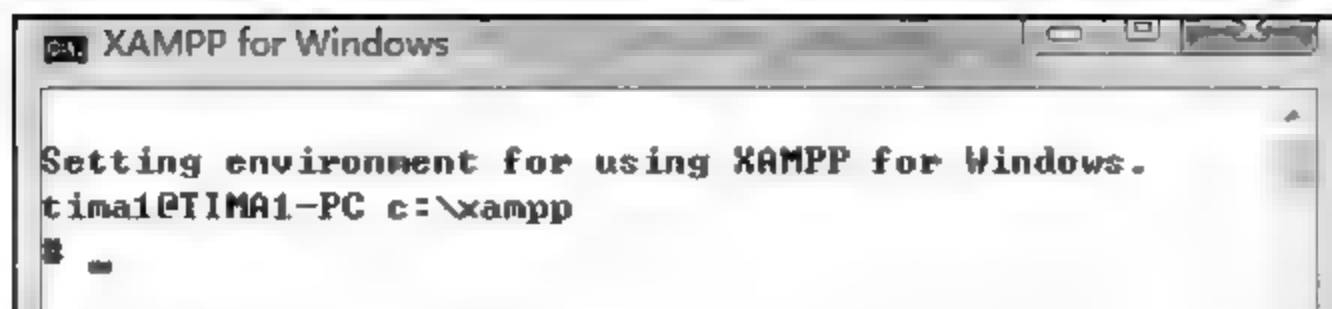 C:\. XAMPP for Windows
Setting environment for using XAMPP for Windows.
tima1@TIMA1-PC c:\xampp
# _